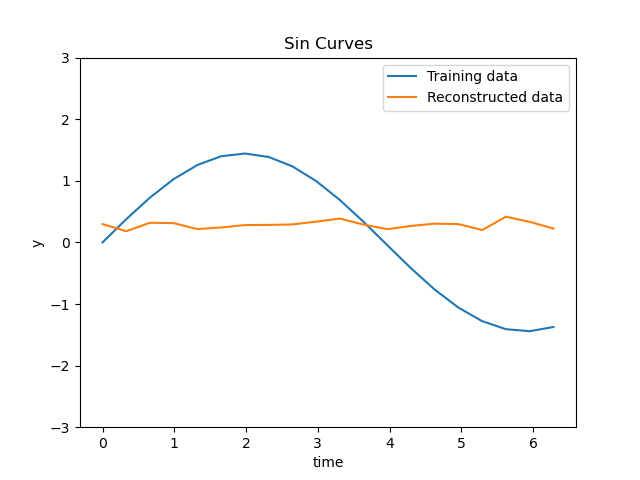 Sin Curves
Training data
Reconstructed data
3
2
1
0
−1
−2
−3
y
0 1 2 3 4 5 6
time